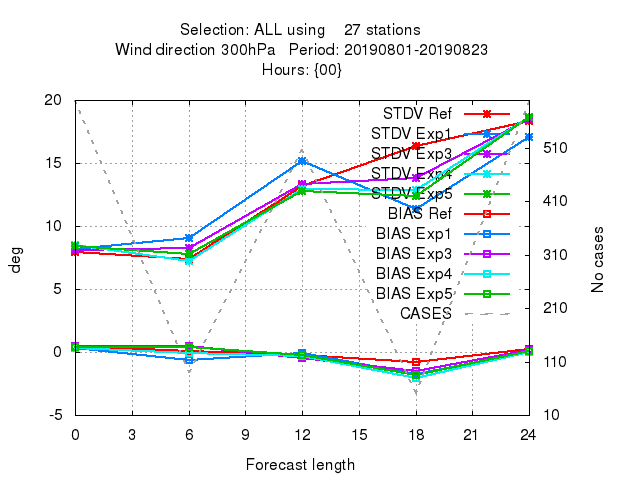 Selection: ALL using 27 stations
Wind direction 300hPa Period: 20190801-20190823
Hours: {00}
20
15
10
5
0
-5
deg
STDV Ref
STDV Exp1
STDV Exp3
STDV Exp4
STDV Exp5
BIAS Ref
BIAS Exp1
BIAS Exp3
BIAS Exp4
BIAS Exp5
CASES
510
410
310
210
110
10
No cases
0 3 6 9 12 15 18 21 24
Forecast length